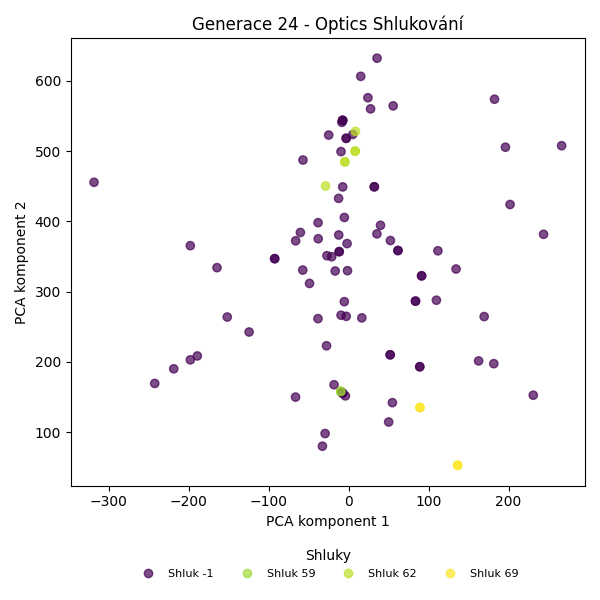 Generace 24 - Optics Shlukování
600
500
400
300
200
100
PCA komponent 2
−300
−200
−100
0
100
200
PCA komponent 1
Shluky
Shluk -1
Shluk 59
Shluk 62
Shluk 69